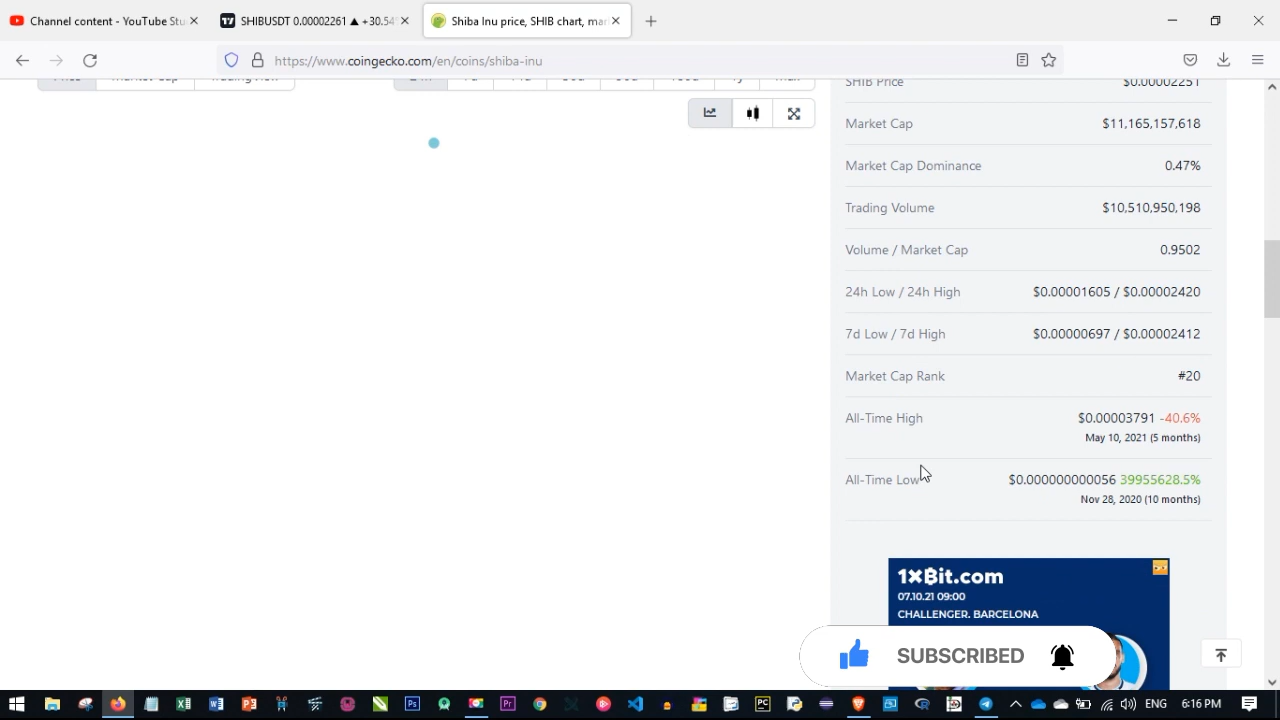 Channel content - YouTube Stu
SHIBUSDT 0.00002261 ▲ +30.54
Shiba Inu price, SHIB chart, mar
https://www.coingecko.com/en/coins/shiba-inu
SHIB Price $0.00002251
Market Cap $11,165,157,618
Market Cap Dominance 0.47%
Trading Volume $10,510,950,198
Volume / Market Cap 0.9502
24h Low / 24h High $0.00001605 / $0.00002420
7d Low / 7d High $0.00000697 / $0.00002412
Market Cap Rank #20
All-Time High $0.00003791 -40.6%
May 10, 2021 (5 months)
All-Time Low $0.000000000056 39955628.5%
Nov 28, 2020 (10 months)
1xBit.com
07.10.21 09:00
CHALLENGER. BARCELONA
SUBSCRIBED
ENG 6:16 PM